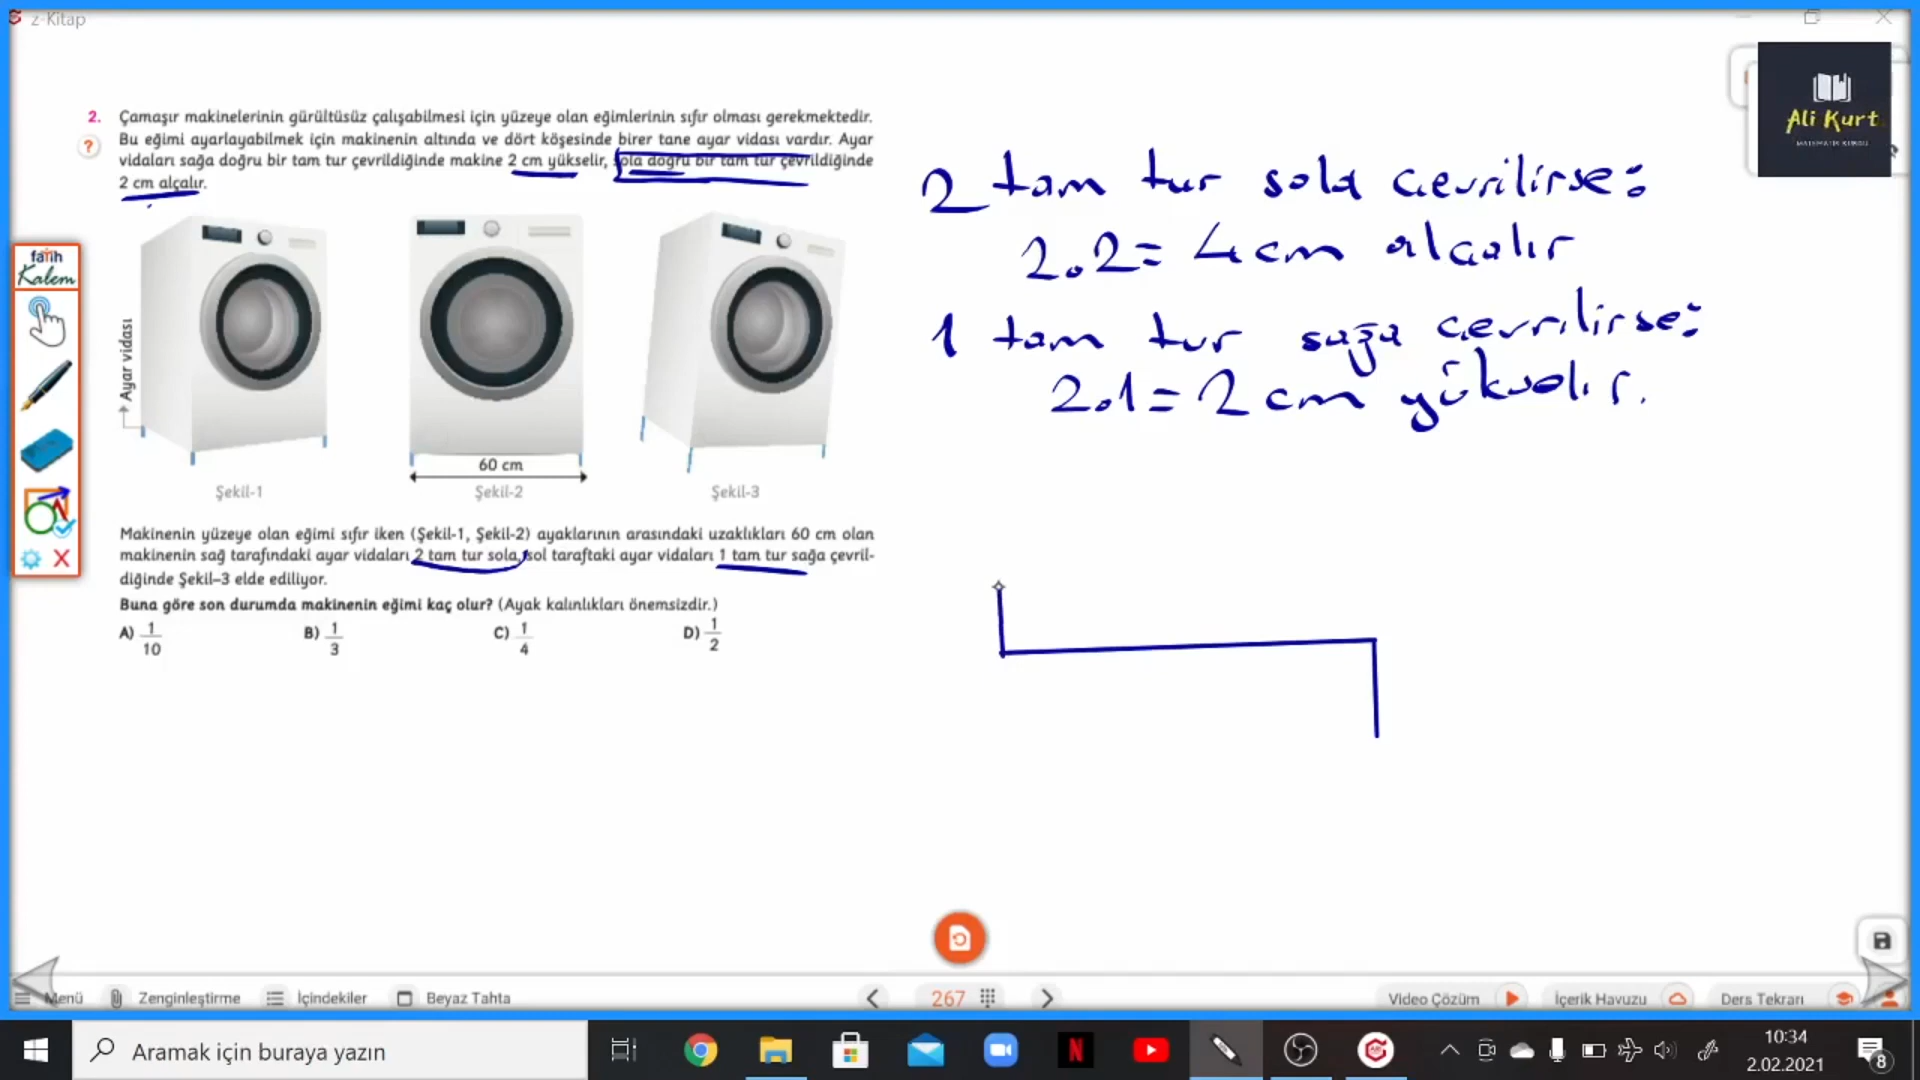 z-Kitap
Ali Kurt
2. Çamaşır makinelerinin gürültüsüz çalışabilmesi için yüzeye olan eğimlerinin sıfır olması gerekmektedir.
Bu eğimi ayarlayabilmek için makinenin altında ve dört köşesinde birer tane ayar vidası vardır. Ayar
vidaları sağa doğru bir tam tur çevrildiğinde makine 2 cm yükselir, sola doğru bir tam tur çevrildiğinde
2 cm alçalır.
Ayar vidası
60 cm
Şekil-1
Şekil-2
Şekil-3
Makinenin yüzeye olan eğimi sıfır iken (Şekil-1, Şekil-2) ayaklarının arasındaki uzaklıkları 60 cm olan
makinenin sağ tarafındaki ayar vidaları 2 tam tur sola, sol taraftaki ayar vidaları 1 tam tur sağa çevril-
diğinde Şekil-3 elde ediliyor.
Buna göre son durumda makinenin eğimi kaç olur? (Ayak kalınlıkları önemsizdir.)
A) 1/10 B) 1/3 C) 1/4 D) 1/2
2 tam tur sola çevrilirse:
2.2= 4cm alçalır
1 tam tur sağa çevrilirse:
2.1= 2 cm yükselir.
fatih
Kalem
Menü
Zenginleştirme
İçindekiler
Beyaz Tahta
267
Video Çözüm
İçerik Havuzu
Ders Tekrarı
Aramak için buraya yazın
10:34
2.02.2021
8